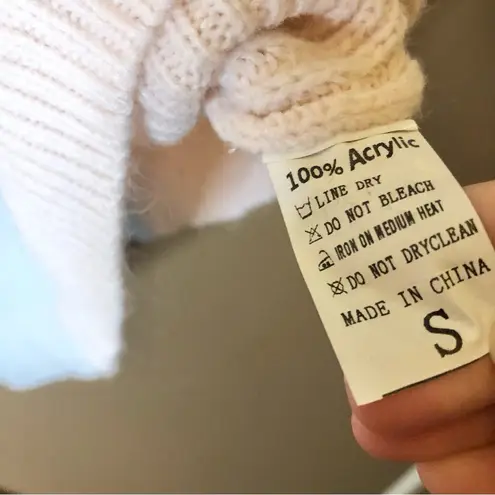 100% Acrylic
LINE DRY
DO NOT BLEACH
IRON ON MEDIUM HEAT
DO NOT DRYCLEAN
MADE IN CHINA
S